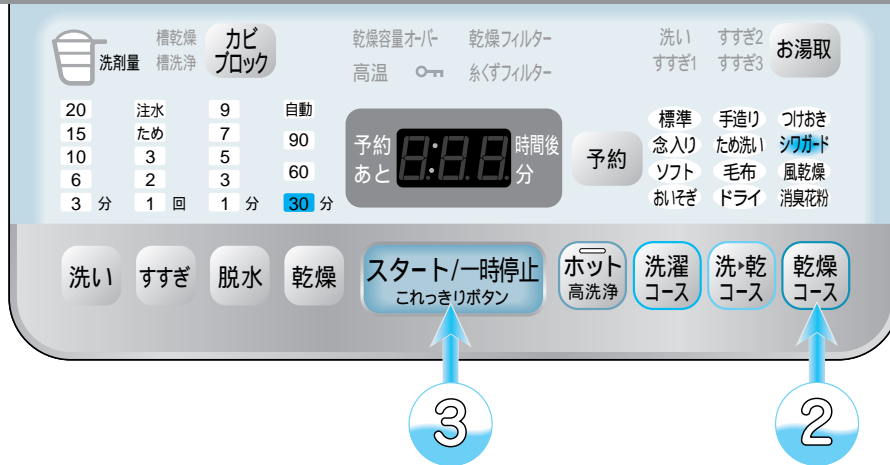 洗剤量
槽乾燥
槽洗浄
カビ
ブロック
乾燥容量オーバー 乾燥フィルター
高温 糸くずフィルター
洗い すすぎ2
すすぎ1 すすぎ3
お湯取
20 注水 9 自動
15 ため 7 90
10 3 5
6 2 3 60
3 分 1 回 1 分 30 分
予約 時間後
あと 分
8:8.8.
予約
標準 手造り つけおき
念入り ため洗い シワガード
ソフト 毛布 風乾燥
おいそぎ ドライ 消臭花粉
洗い
すすぎ
脱水
乾燥
スタート/一時停止
これっきりボタン
ホット
高洗浄
洗濯
コース
洗▸乾
コース
乾燥
コース
3
2